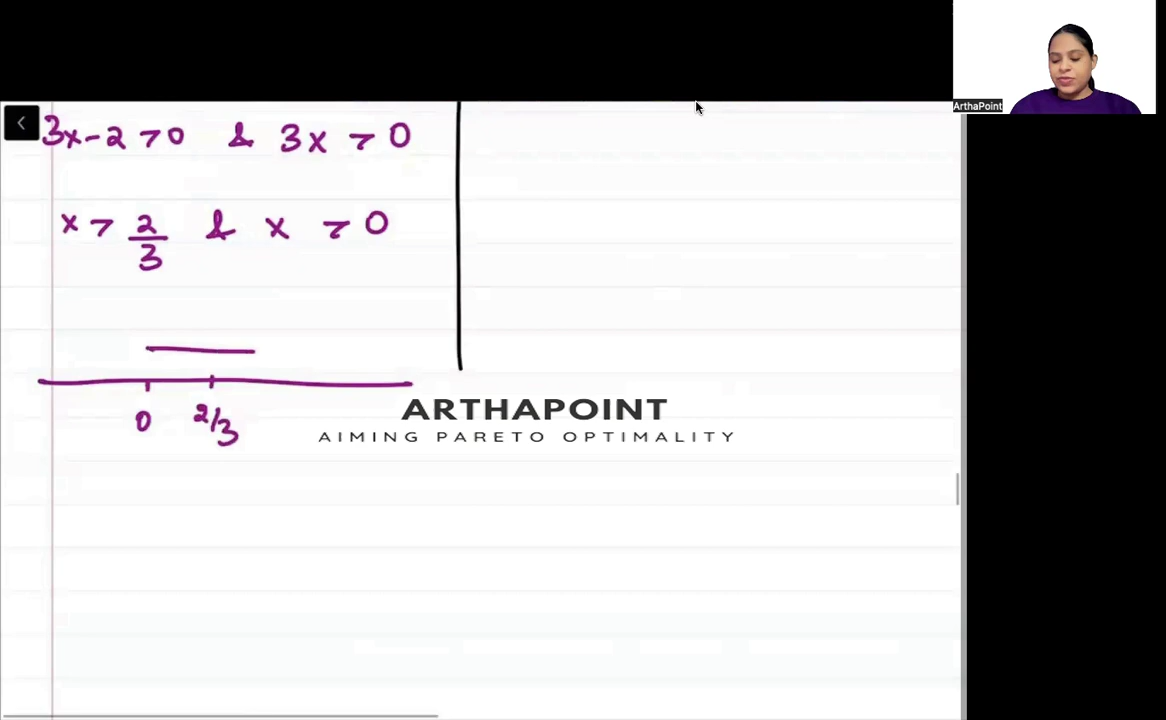 ArthaPoint
3x-2 > 0 & 3x > 0
x > 2/3 & x > 0
0 2/3
ARTHAPOINT
AIMING PARETO OPTIMALITY